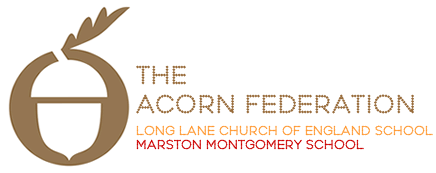 THE
ACORN FEDERATION
LONG LANE CHURCH OF ENGLAND SCHOOL
MARSTON MONTGOMERY SCHOOL